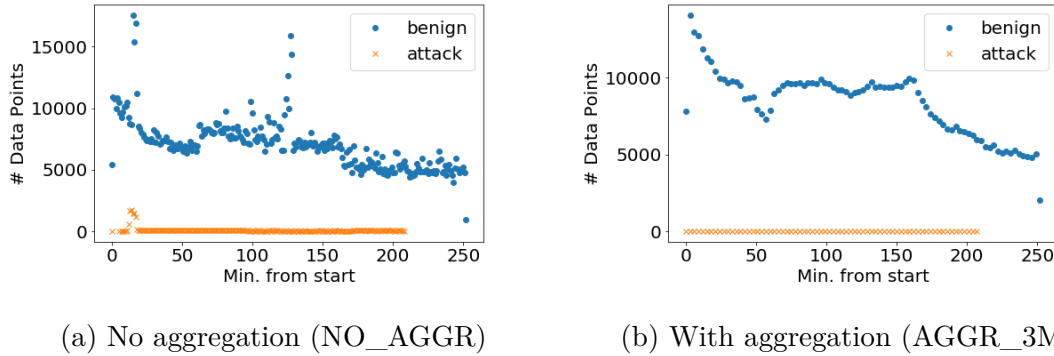 benign
attack
15000
10000
5000
0
# Data Points
0 50 100 150 200 250
Min. from start
(a) No aggregation (NO_AGGR)
benign
attack
10000
5000
0
# Data Points
0 50 100 150 200 250
Min. from start
(b) With aggregation (AGGR_3M